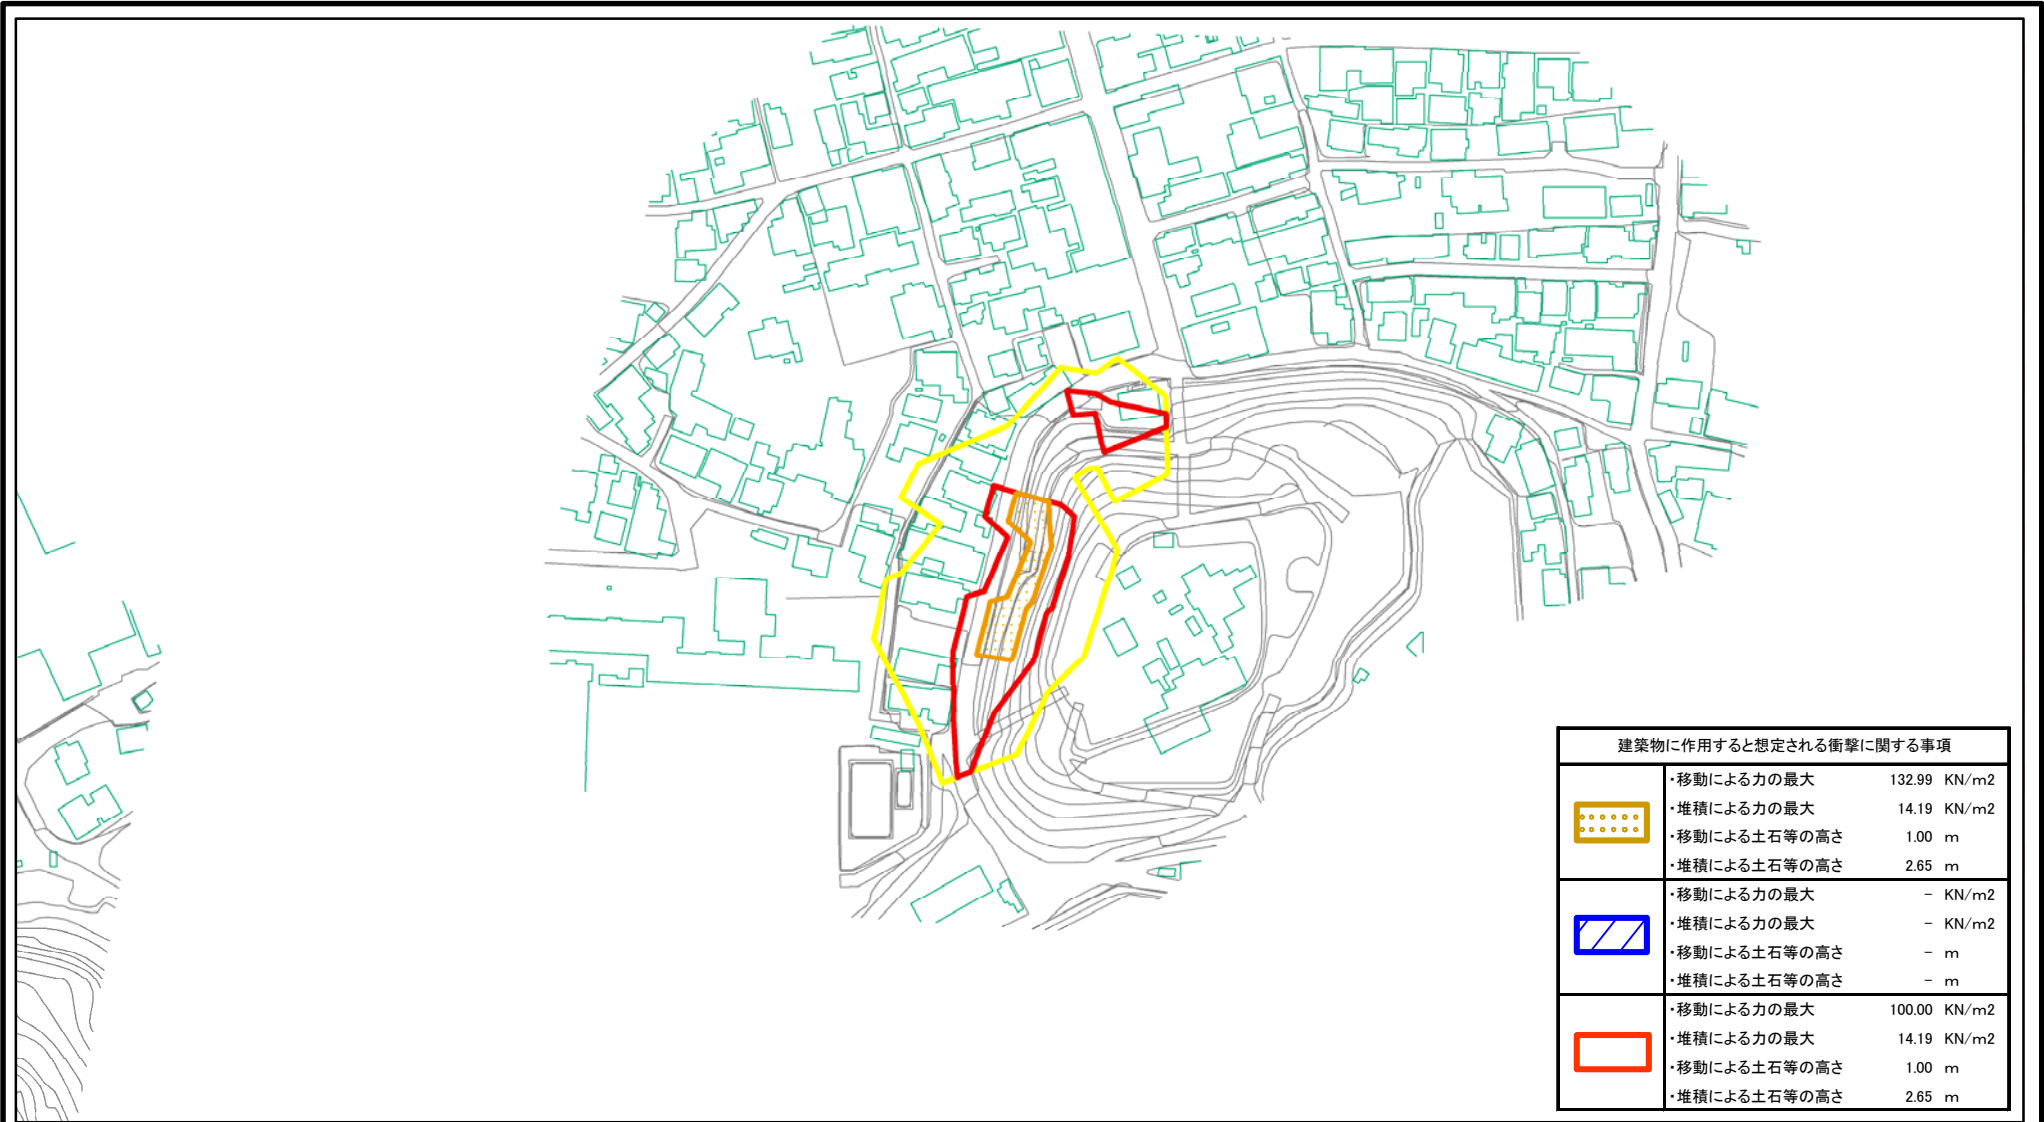 建築物に作用すると想定される衝撃に関する事項
・移動による力の最大 132.99 KN/m2
・堆積による力の最大 14.19 KN/m2
・移動による土石等の高さ 1.00 m
・堆積による土石等の高さ 2.65 m
・移動による力の最大 - KN/m2
・堆積による力の最大 - KN/m2
・移動による土石等の高さ - m
・堆積による土石等の高さ - m
・移動による力の最大 100.00 KN/m2
・堆積による力の最大 14.19 KN/m2
・移動による土石等の高さ 1.00 m
・堆積による土石等の高さ 2.65 m